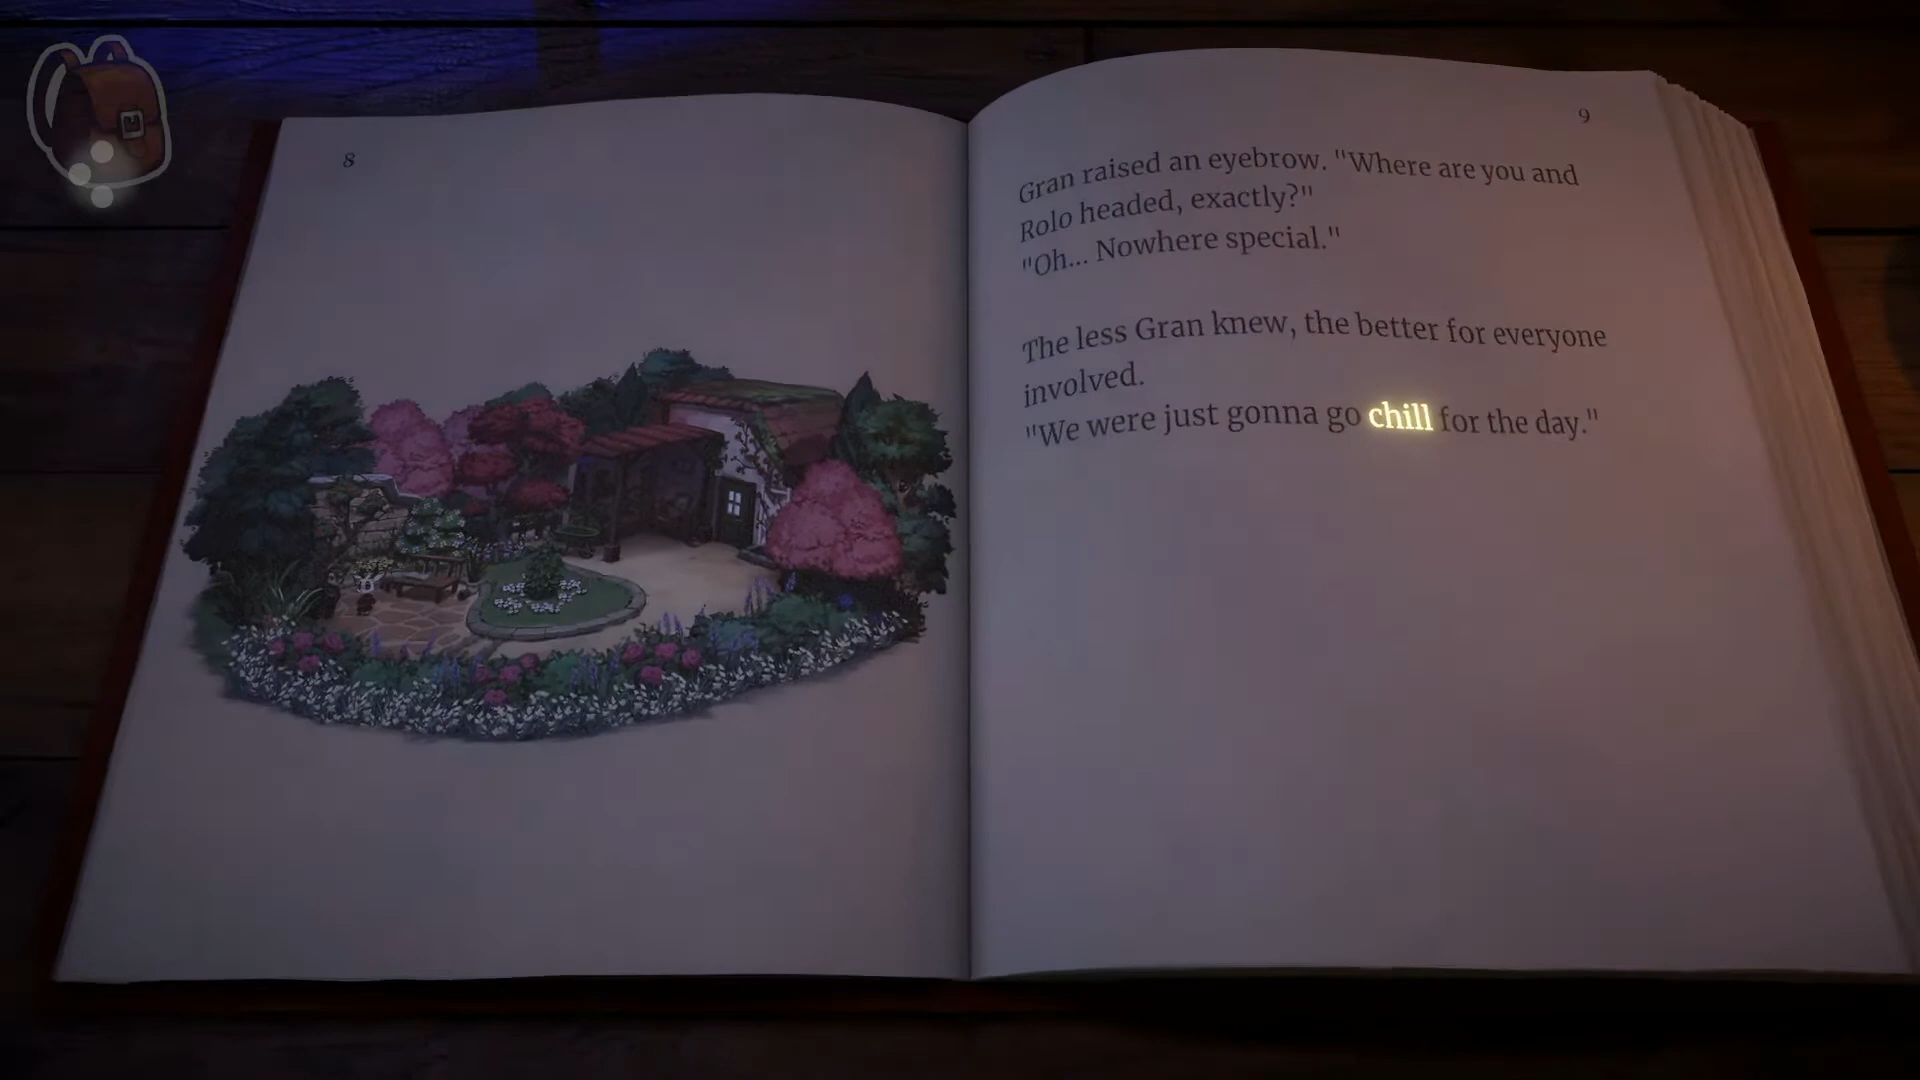 8
9
Gran raised an eyebrow. "Where are you and
Rolo headed, exactly?"
"Oh... Nowhere special."
The less Gran knew, the better for everyone
involved.
"We were just gonna go chill for the day."